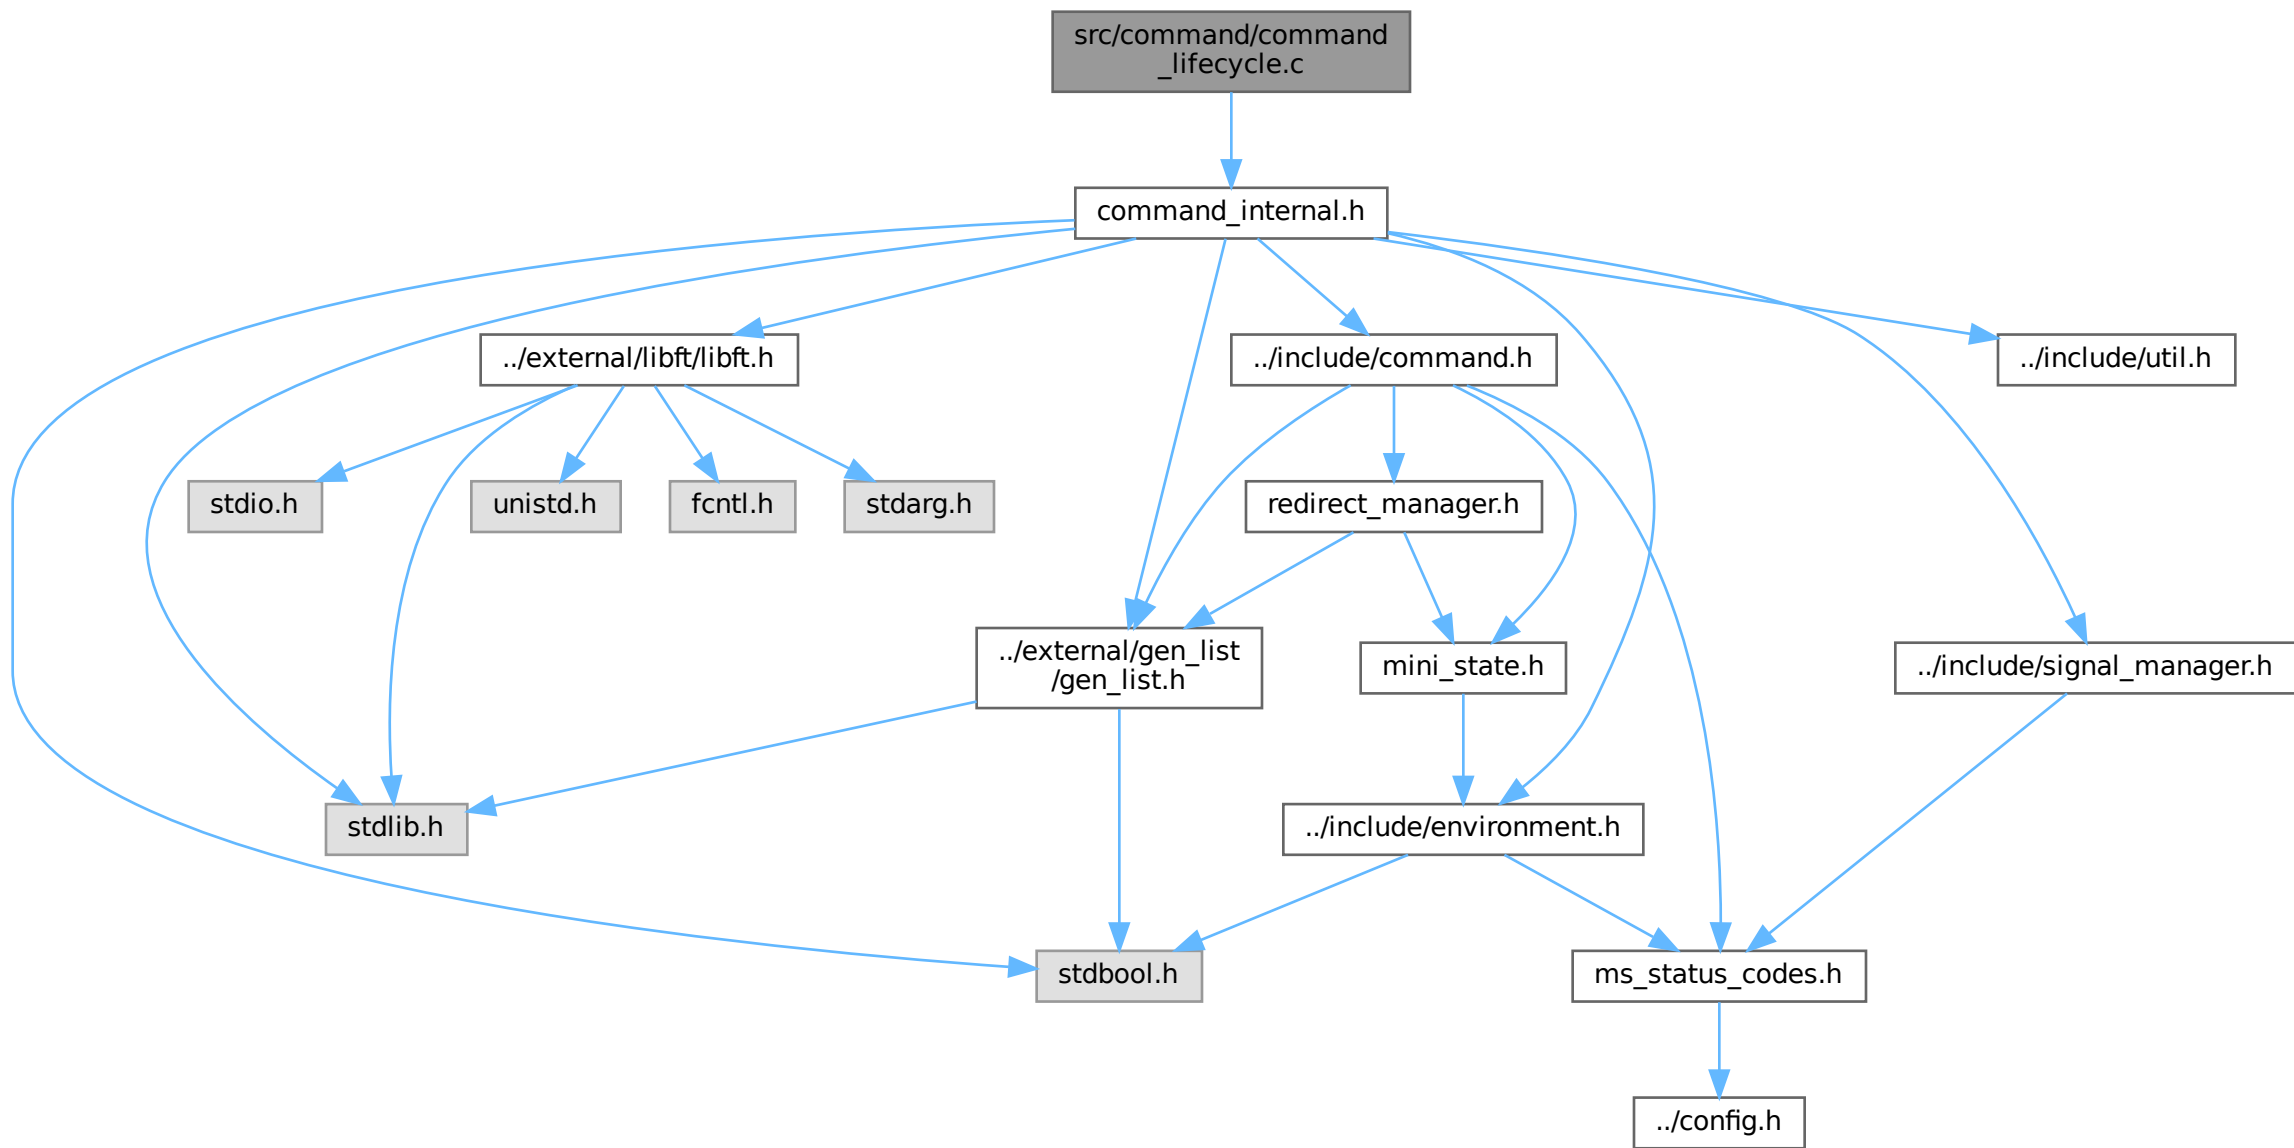 src/command/command
_lifecycle.c
command_internal.h
../external/libft/libft.h
../include/command.h
../include/util.h
stdio.h
unistd.h
fcntl.h
stdarg.h
redirect_manager.h
../external/gen_list
/gen_list.h
mini_state.h
../include/signal_manager.h
stdlib.h
../include/environment.h
stdbool.h
ms_status_codes.h
../config.h